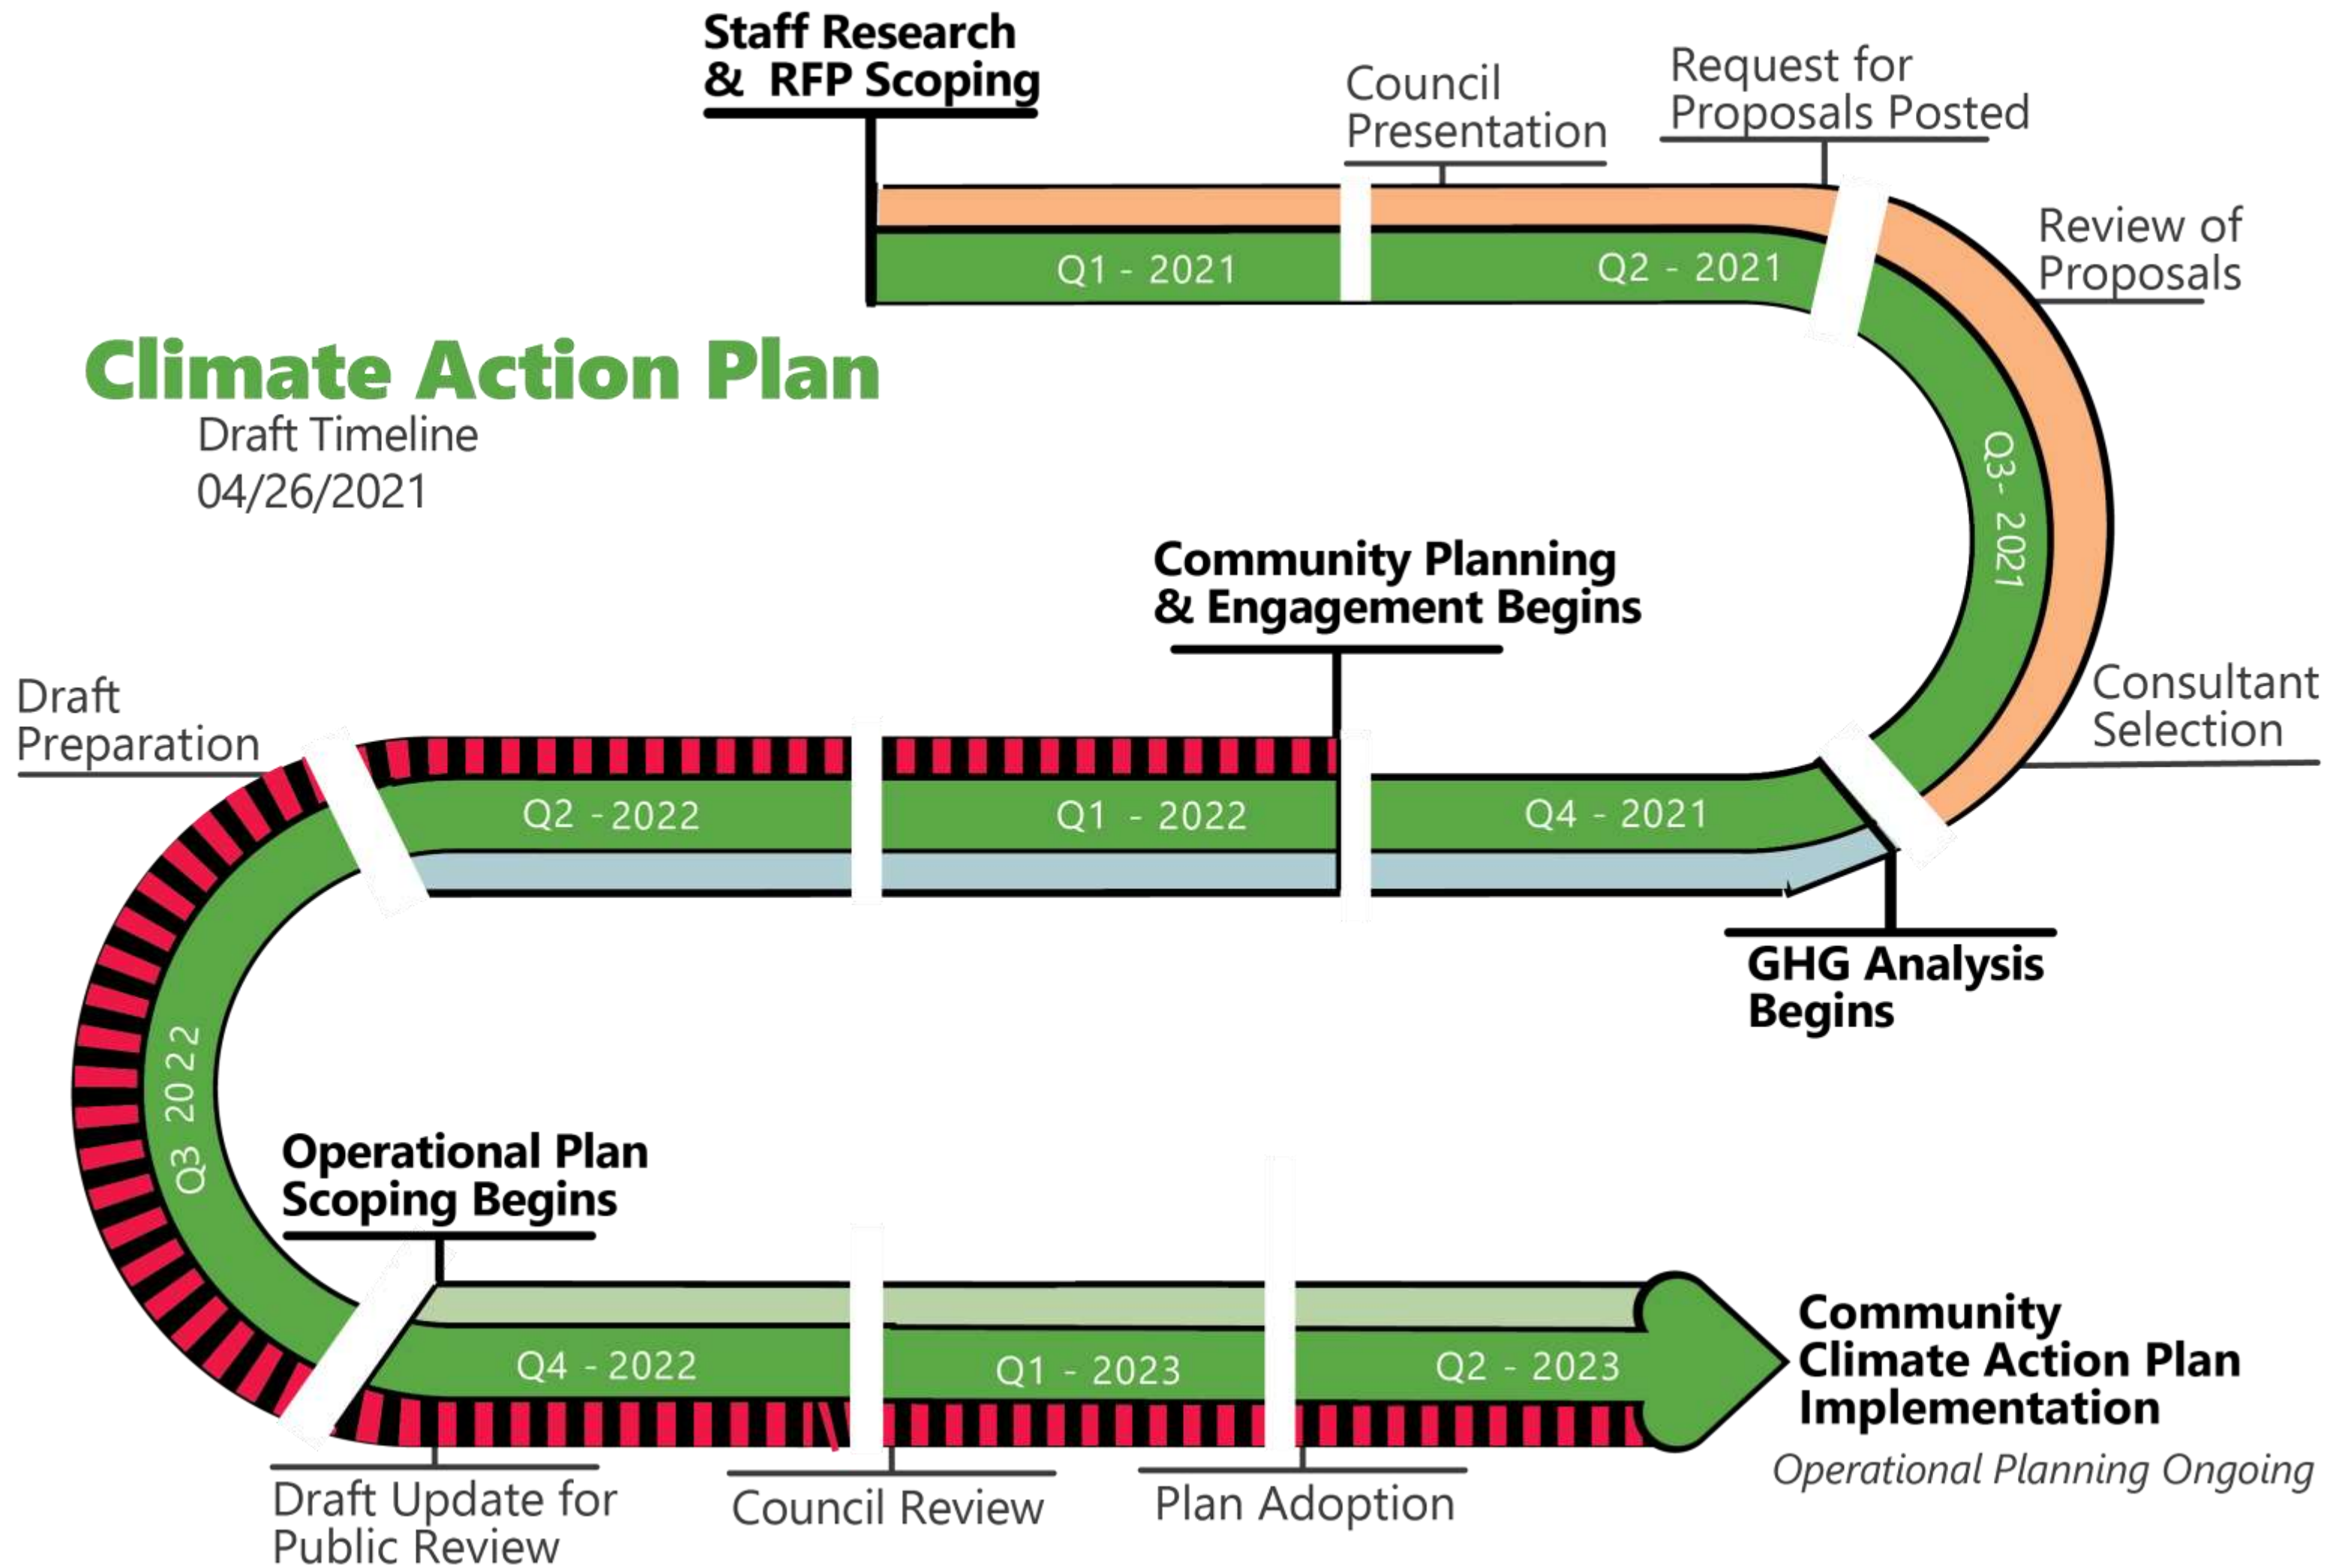 Staff Research
& RFP Scoping
Council
Presentation
Request for
Proposals Posted
Review of
Proposals
Q1 - 2021
Q2 - 2021
Climate Action Plan
Draft Timeline
04/26/2021
Q3- 2021
Community Planning
& Engagement Begins
Consultant
Selection
Draft
Preparation
Q2 -2022
Q1 - 2022
Q4 - 2021
GHG Analysis
Begins
Q3 2022
Operational Plan
Scoping Begins
Q4 -2022
Q1 - 2023
Q2 - 2023
Community
Climate Action Plan
Implementation
Operational Planning Ongoing
Draft Update for
Public Review
Council Review
Plan Adoption